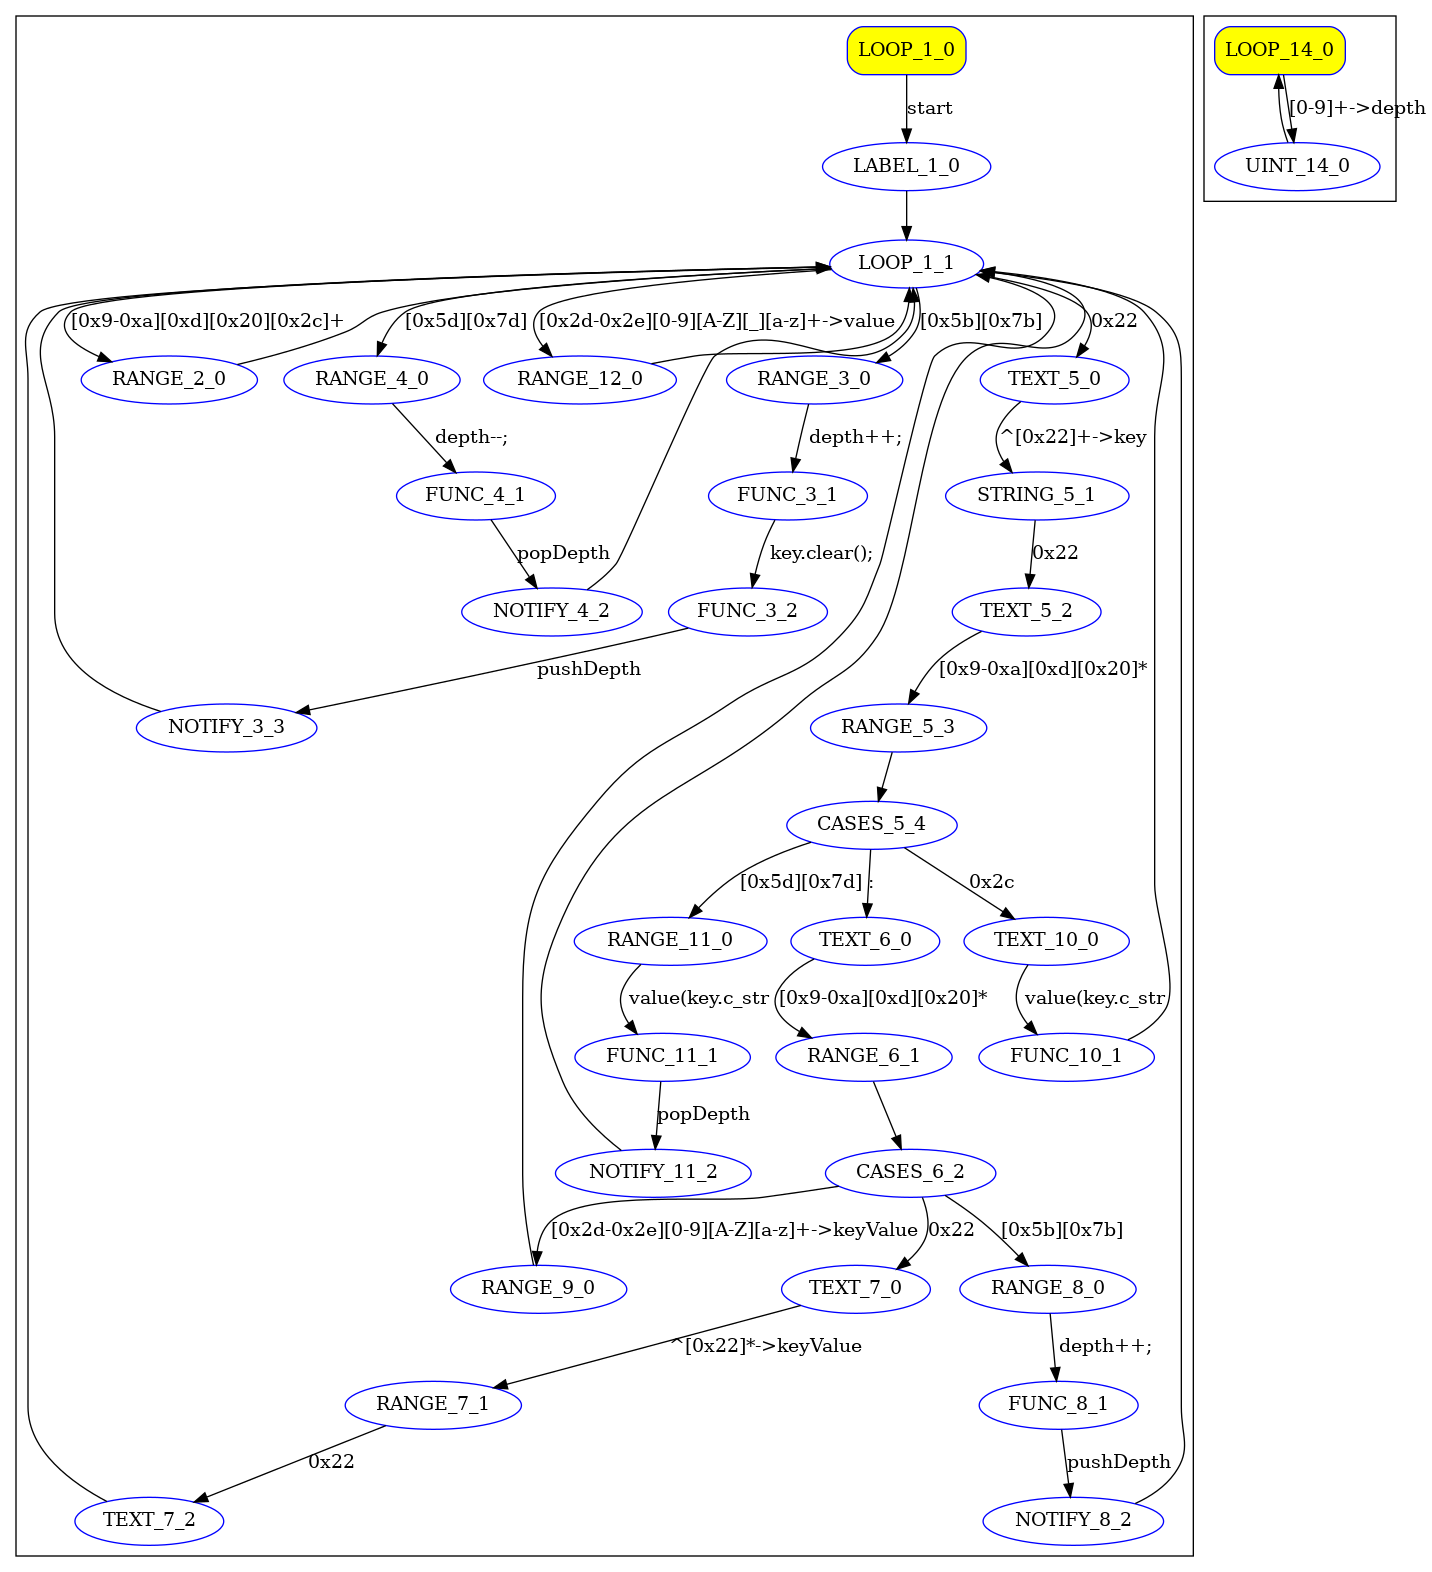 LOOP_1_0
LOOP_14_0
start
[0-9]+->depth
LABEL_1_0
UINT_14_0
LOOP_1_1
[0x9-0xa][0xd][0x20][0x2c]+
[0x5d][0x7d]
[0x2d-0x2e][0-9][A-Z][_][a-z]+->value
[0x5b][0x7b]
0x22
RANGE_2_0
RANGE_4_0
RANGE_12_0
RANGE_3_0
TEXT_5_0
depth--;
depth++;
^[0x22]+->key
FUNC_4_1
FUNC_3_1
STRING_5_1
popDepth
key.clear();
0x22
NOTIFY_4_2
FUNC_3_2
TEXT_5_2
pushDepth
[0x9-0xa][0xd][0x20]*
NOTIFY_3_3
RANGE_5_3
CASES_5_4
[0x5d][0x7d]
:
0x2c
RANGE_11_0
TEXT_6_0
TEXT_10_0
value(key.c_str
[0x9-0xa][0xd][0x20]*
value(key.c_str
FUNC_11_1
RANGE_6_1
FUNC_10_1
popDepth
NOTIFY_11_2
CASES_6_2
[0x2d-0x2e][0-9][A-Z][a-z]+->keyValue
0x22
[0x5b][0x7b]
RANGE_9_0
TEXT_7_0
RANGE_8_0
^[0x22]*->keyValue
depth++;
RANGE_7_1
FUNC_8_1
0x22
pushDepth
TEXT_7_2
NOTIFY_8_2